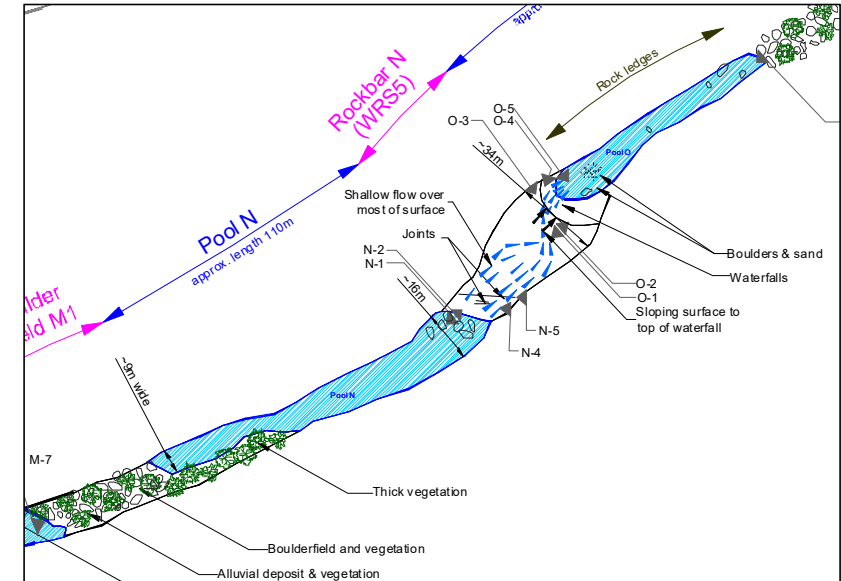 Rockbar N
(WRS5)
Rock ledges
O-5
O-4
O-3
~34m
Pool O
Pool N
approx. length 110m
Shallow flow over
most of surface
Joints
N-2
N-1
~16m
Boulders & sand
Waterfalls
O-2
O-1
Sloping surface to
top of waterfall
N-5
N-4
ld M1
~9m wide
Pool N
M-7
Thick vegetation
Boulderfield and vegetation
Alluvial deposit & vegetation